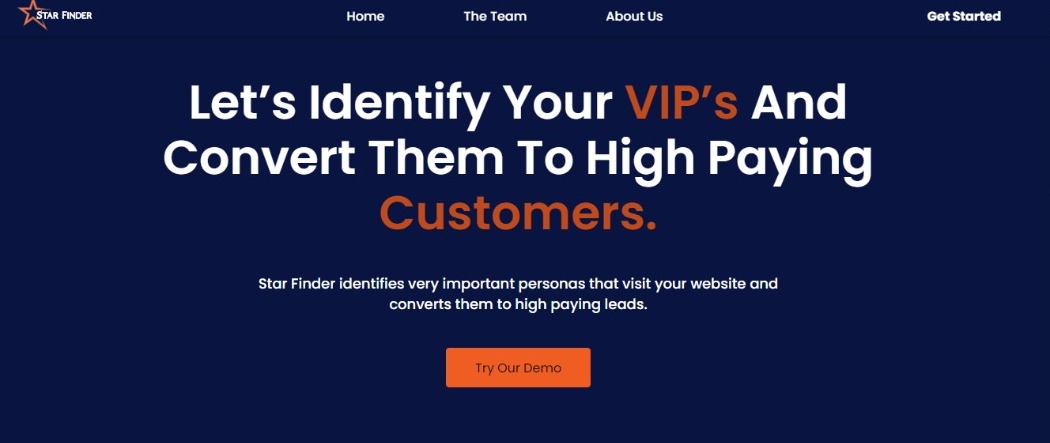 STAR FINDER
Home
The Team
About Us
Get Started
Let’s Identify Your VIP’s And
Convert Them To High Paying
Customers.
Star Finder identifies very important personas that visit your website and
converts them to high paying leads.
Try Our Demo